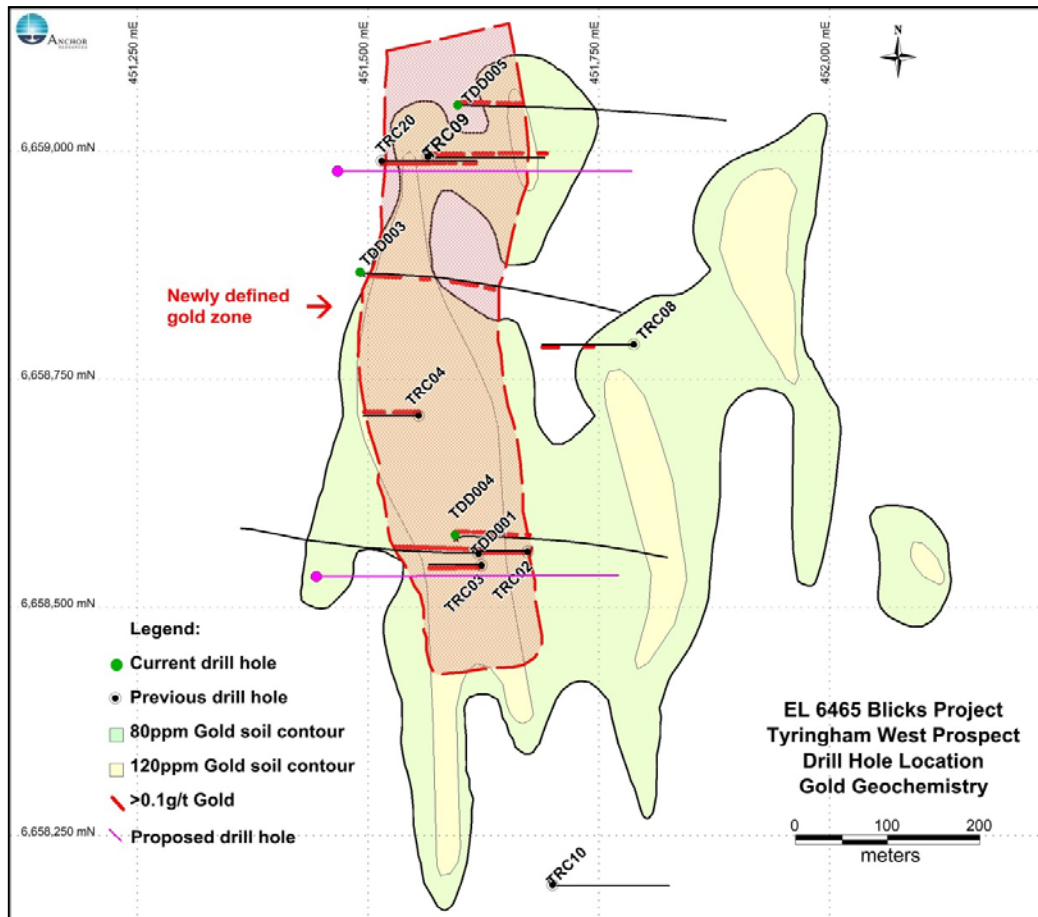 ANCHOR
RESOURCES
451,250 mE
451,500 mE
451,750 mE
452,000 mE
N
TDD005
TRC20
TRC09
6,659,000 mN
TDD003
Newly defined
gold zone
TRC08
6,658,750 mN
TRC04
TDD004
TDD001
TRC03
TRC02
6,658,500 mN
Legend:
Current drill hole
Previous drill hole
80ppm Gold soil contour
120ppm Gold soil contour
>0.1g/t Gold
Proposed drill hole
6,658,250 mN
EL 6465 Blicks Project
Tyringham West Prospect
Drill Hole Location
Gold Geochemistry
0 100 200
meters
TRC10